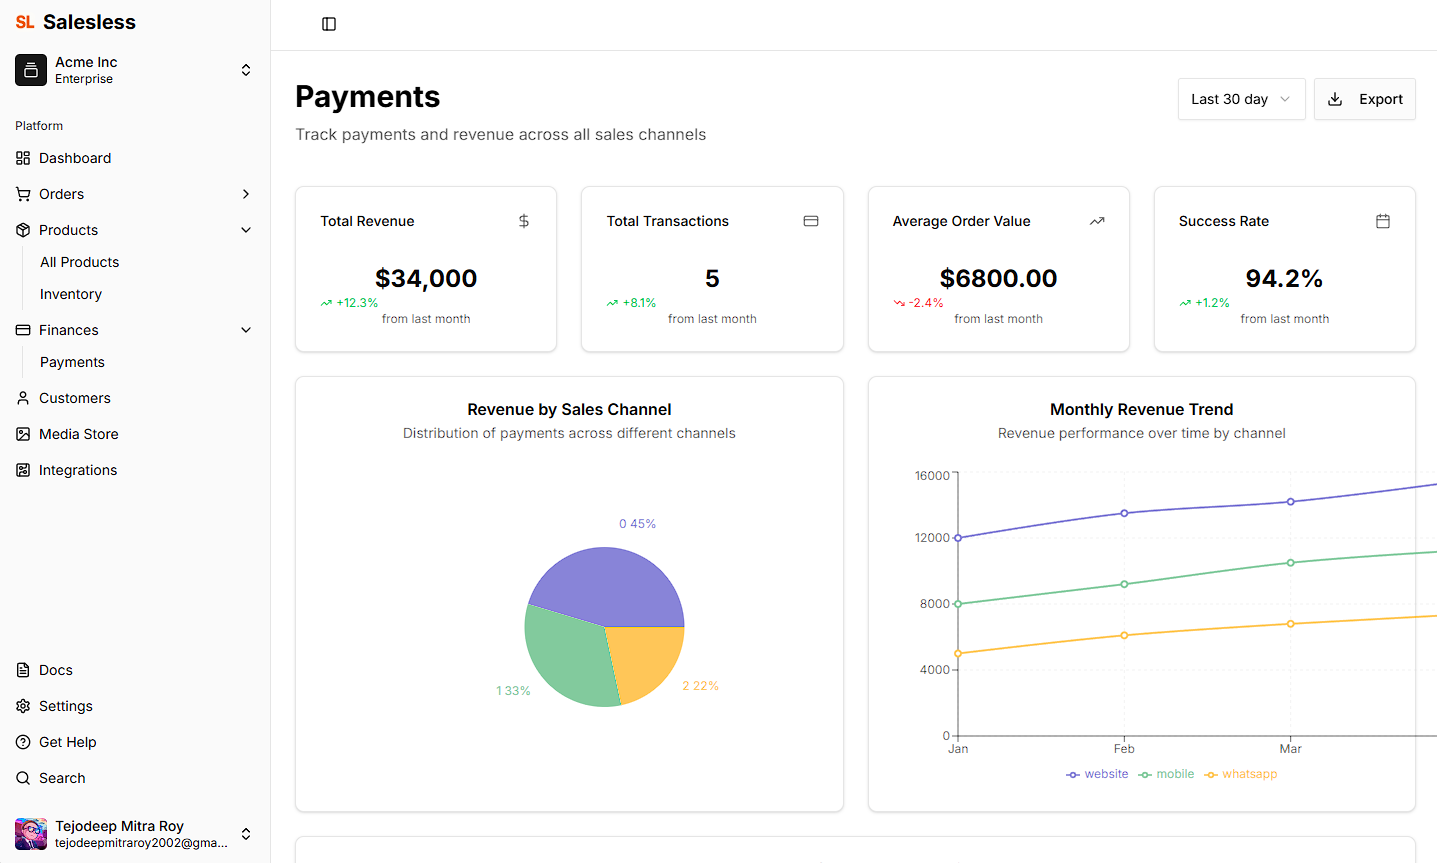 SL Salesless
Acme Inc
Enterprise
Platform
Dashboard
Orders
Products
All Products
Inventory
Finances
Payments
Customers
Media Store
Integrations
Docs
Settings
Get Help
Search
Tejodeep Mitra Roy
tejodeepmitraroy2002@gma...
Payments
Track payments and revenue across all sales channels
Last 30 day
Export
Total Revenue
$34,000
+12.3%
from last month
Total Transactions
5
+8.1%
from last month
Average Order Value
$6800.00
-2.4%
from last month
Success Rate
94.2%
+1.2%
from last month
Revenue by Sales Channel
Distribution of payments across different channels
0 45%
1 33%
2 22%
Monthly Revenue Trend
Revenue performance over time by channel
16000
12000
8000
4000
0
Jan Feb Mar
website mobile whatsapp